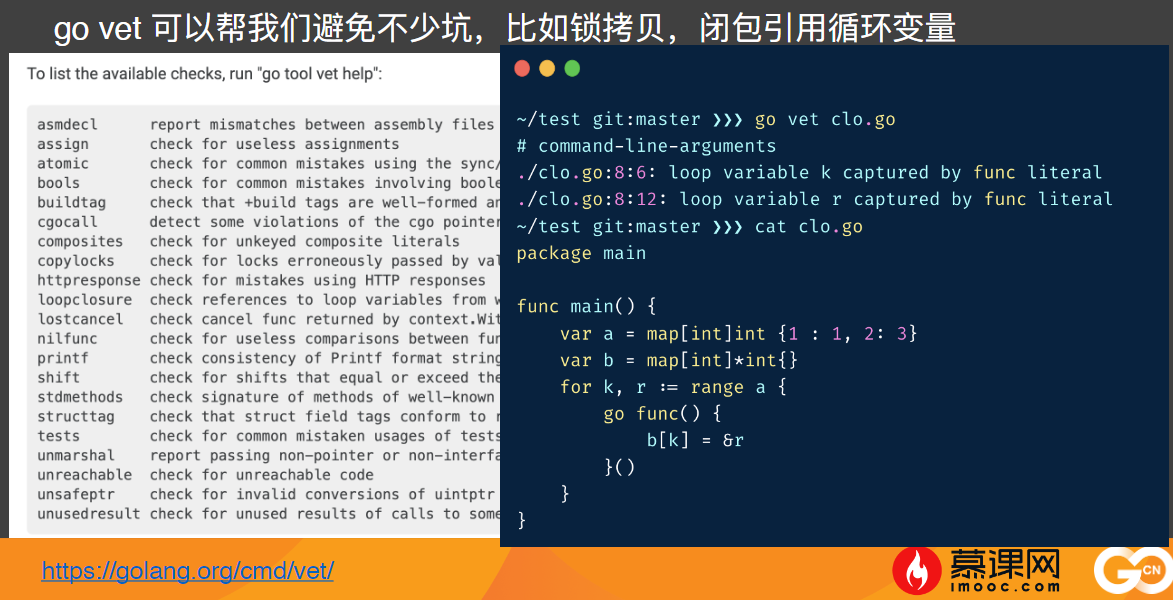 go vet 可以帮我们避免不少坑，比如锁拷贝，闭包引用循环变量
To list the available checks, run "go tool vet help":
asmdecl report mismatches between assembly files
assign check for useless assignments
atomic check for common mistakes using the sync/
bools check for common mistakes involving boole
buildtag check that +build tags are well-formed an
cgocall detect some violations of the cgo pointer
composites check for unkeyed composite literals
copylocks check for locks erroneously passed by val
httpresponse check for mistakes using HTTP responses
loopclosure check references to loop variables from w
lostcancel check cancel func returned by context.Wit
nilfunc check for useless comparisons between fun
printf check consistency of Printf format string
shift check for shifts that equal or exceed the
stdmethods check signature of methods of well-known
structtag check that struct field tags conform to r
tests check for common mistaken usages of tests
unmarshal report passing non-pointer or non-interfa
unreachable check for unreachable code
unsafeptr check for invalid conversions of uintptr
unusedresult check for unused results of calls to some
~/test git:master ❯❯❯ go vet clo.go
# command-line-arguments
./clo.go:8:6: loop variable k captured by func literal
./clo.go:8:12: loop variable r captured by func literal
~/test git:master ❯❯❯ cat clo.go
package main
func main() {
var a = map[int]int {1 : 1, 2: 3}
var b = map[int]*int{}
for k, r := range a {
go func() {
b[k] = &r
}()
}
}
https://golang.org/cmd/vet/
慕课网
imooc.com
GO CN